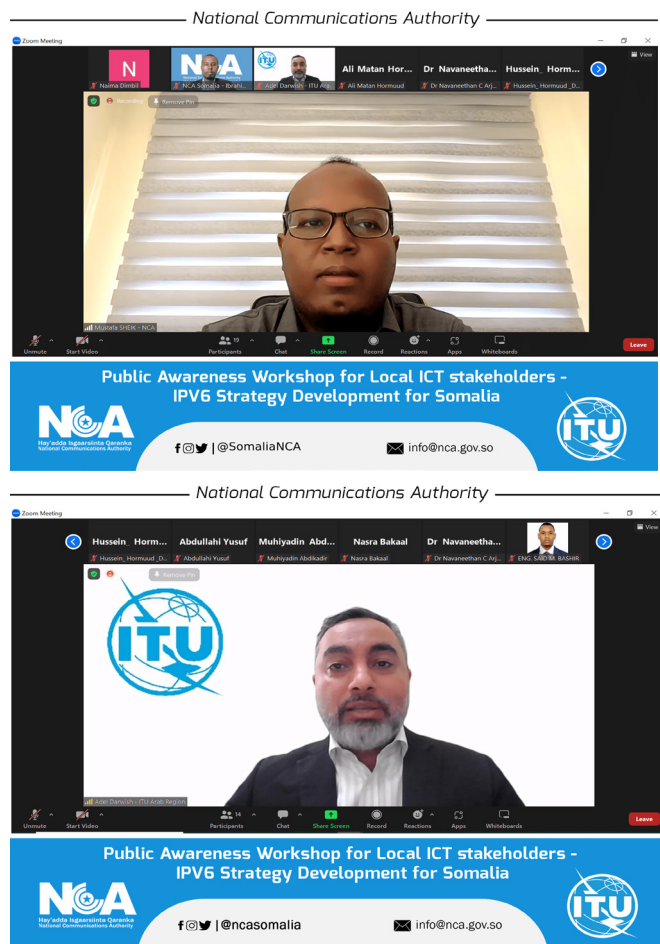 National Communications Authority
Zoom Meeting
View
N
NCA
Ali Matan Hor...
Dr Navaneetha...
Hussein_ Horm...
Naima Dimbil
NCA Somalia - Ibrahi...
Adel Darwish - ITU Ara...
Ali Matan Hormuud
Dr Navaneethan C Arj...
Hussein_ Hormuud _D...
Recording
Remove Pin
Mustafa SHEIK - NCA
19
Unmute
Start Video
Participants
Chat
Share Screen
Record
Reactions
Apps
Whiteboards
Leave
Public Awareness Workshop for Local ICT stakeholders -
IPV6 Strategy Development for Somalia
NCA
Hay'adda Isgaarsiinta Qaranka
National Communications Authority
| @SomaliaNCA
info@nca.gov.so
ITU
National Communications Authority
Zoom Meeting
View
Hussein_ Horm...
Abdullahi Yusuf
Muhiyadin Abd...
Nasra Bakaal
Dr Navaneetha...
Hussein_ Hormuud _D...
Abdullahi Yusuf
Muhiyadin Abdikadir
Nasra Bakaal
Dr Navaneethan C Arj...
ENG. SAID M. BASHIR
Remove Pin
ITU
Adel Darwish - ITU Arab Region
14
Unmute
Start Video
Participants
Chat
Share Screen
Record
Reactions
Apps
Whiteboards
Leave
Public Awareness Workshop for Local ICT stakeholders -
IPV6 Strategy Development for Somalia
NCA
Hay'adda Isgaarsiinta Qaranka
National Communications Authority
| @ncasomalia
info@nca.gov.so
ITU